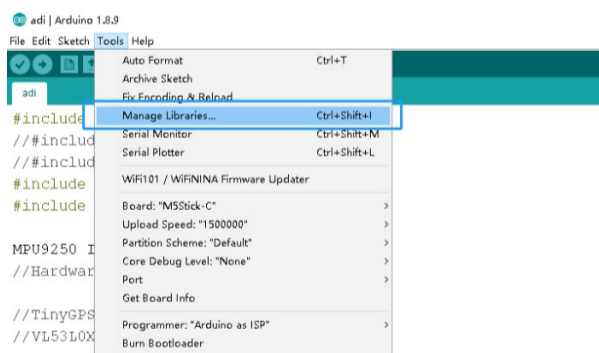 adi | Arduino 1.8.9
File Edit Sketch Tools Help
Auto Format Ctrl+T
Archive Sketch
adi
Fix Encoding & Reload
#include
Manage Libraries... Ctrl+Shift+I
//#includ
Serial Monitor Ctrl+Shift+M
//#includ
Serial Plotter Ctrl+Shift+L
#include
WiFi101 / WiFiNINA Firmware Updater
#include
Board: "M5Stick-C"
Upload Speed: "1500000"
MPU9250 I
Partition Scheme: "Default"
//Hardwar
Core Debug Level: "None"
Port
Get Board Info
//TinyGPS
Programmer: "Arduino as ISP"
//VL53L0X
Burn Bootloader